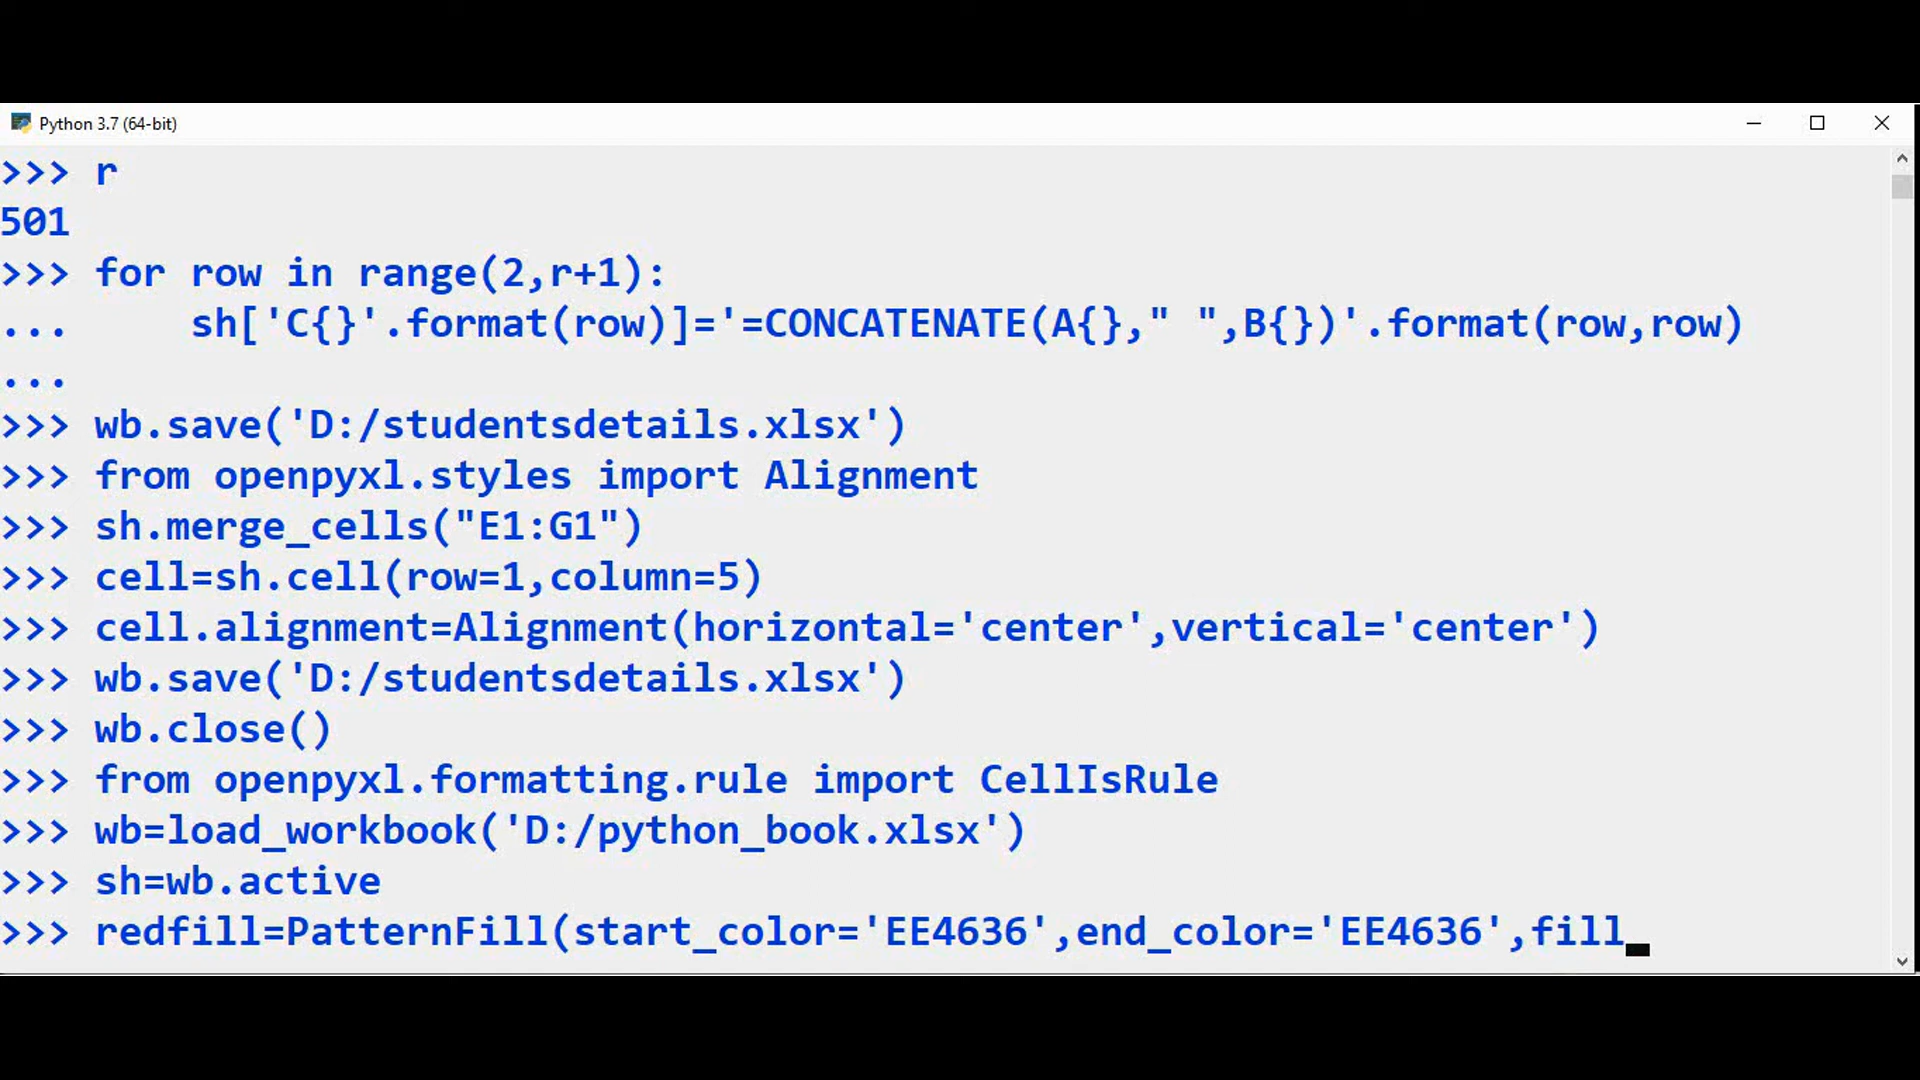 Python 3.7 (64-bit)
>>> r
501
>>> for row in range(2,r+1):
...     sh['C{}'.format(row)]='=CONCATENATE(A{}," ",B{})'.format(row,row)
...
>>> wb.save('D:/studentsdetails.xlsx')
>>> from openpyxl.styles import Alignment
>>> sh.merge_cells("E1:G1")
>>> cell=sh.cell(row=1,column=5)
>>> cell.alignment=Alignment(horizontal='center',vertical='center')
>>> wb.save('D:/studentsdetails.xlsx')
>>> wb.close()
>>> from openpyxl.formatting.rule import CellIsRule
>>> wb=load_workbook('D:/python_book.xlsx')
>>> sh=wb.active
>>> redfill=PatternFill(start_color='EE4636',end_color='EE4636',fill_